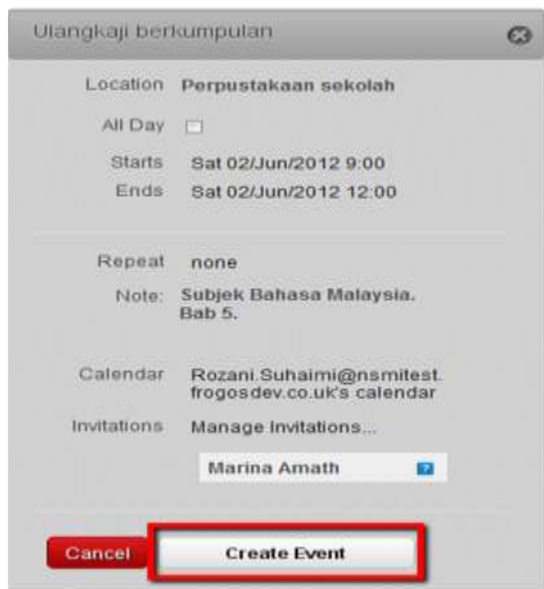 Ulangkaji berkumpulan
Location Perpustakaan sekolah
All Day
Starts Sat 02/Jun/2012 9:00
Ends Sat 02/Jun/2012 12:00
Repeat none
Note: Subjek Bahasa Malaysia.
Bab 5.
Calendar Rozani.Suhaimi@nsmitest.
frogosdev.co.uk's calendar
Invitations Manage Invitations...
Marina Amath ?
Cancel Create Event